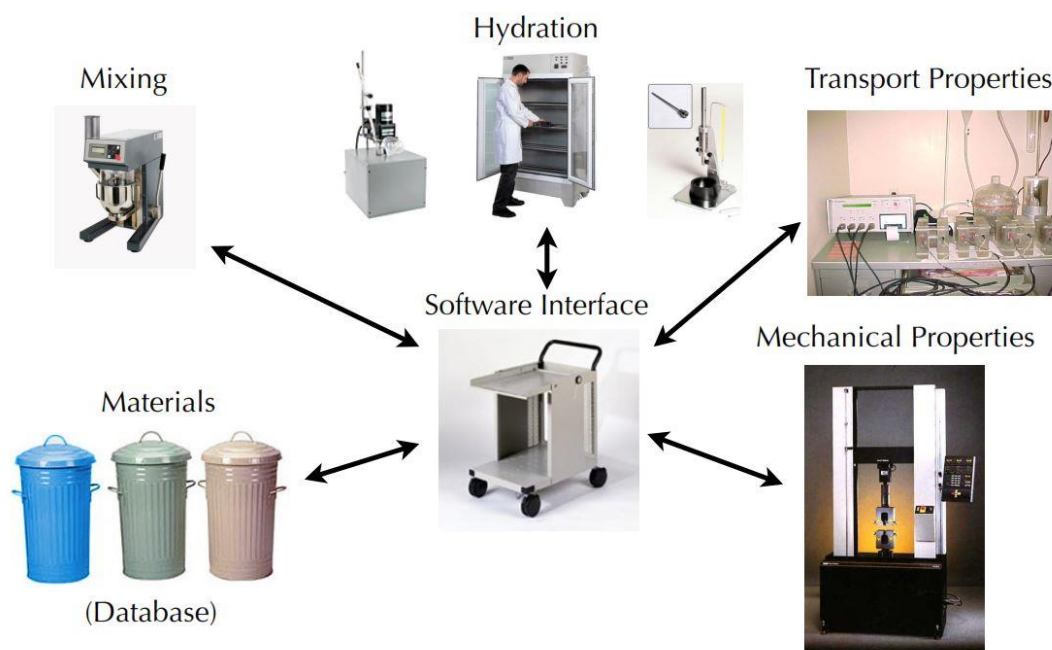 Hydration
Mixing
Transport Properties
Software Interface
Mechanical Properties
Materials
(Database)